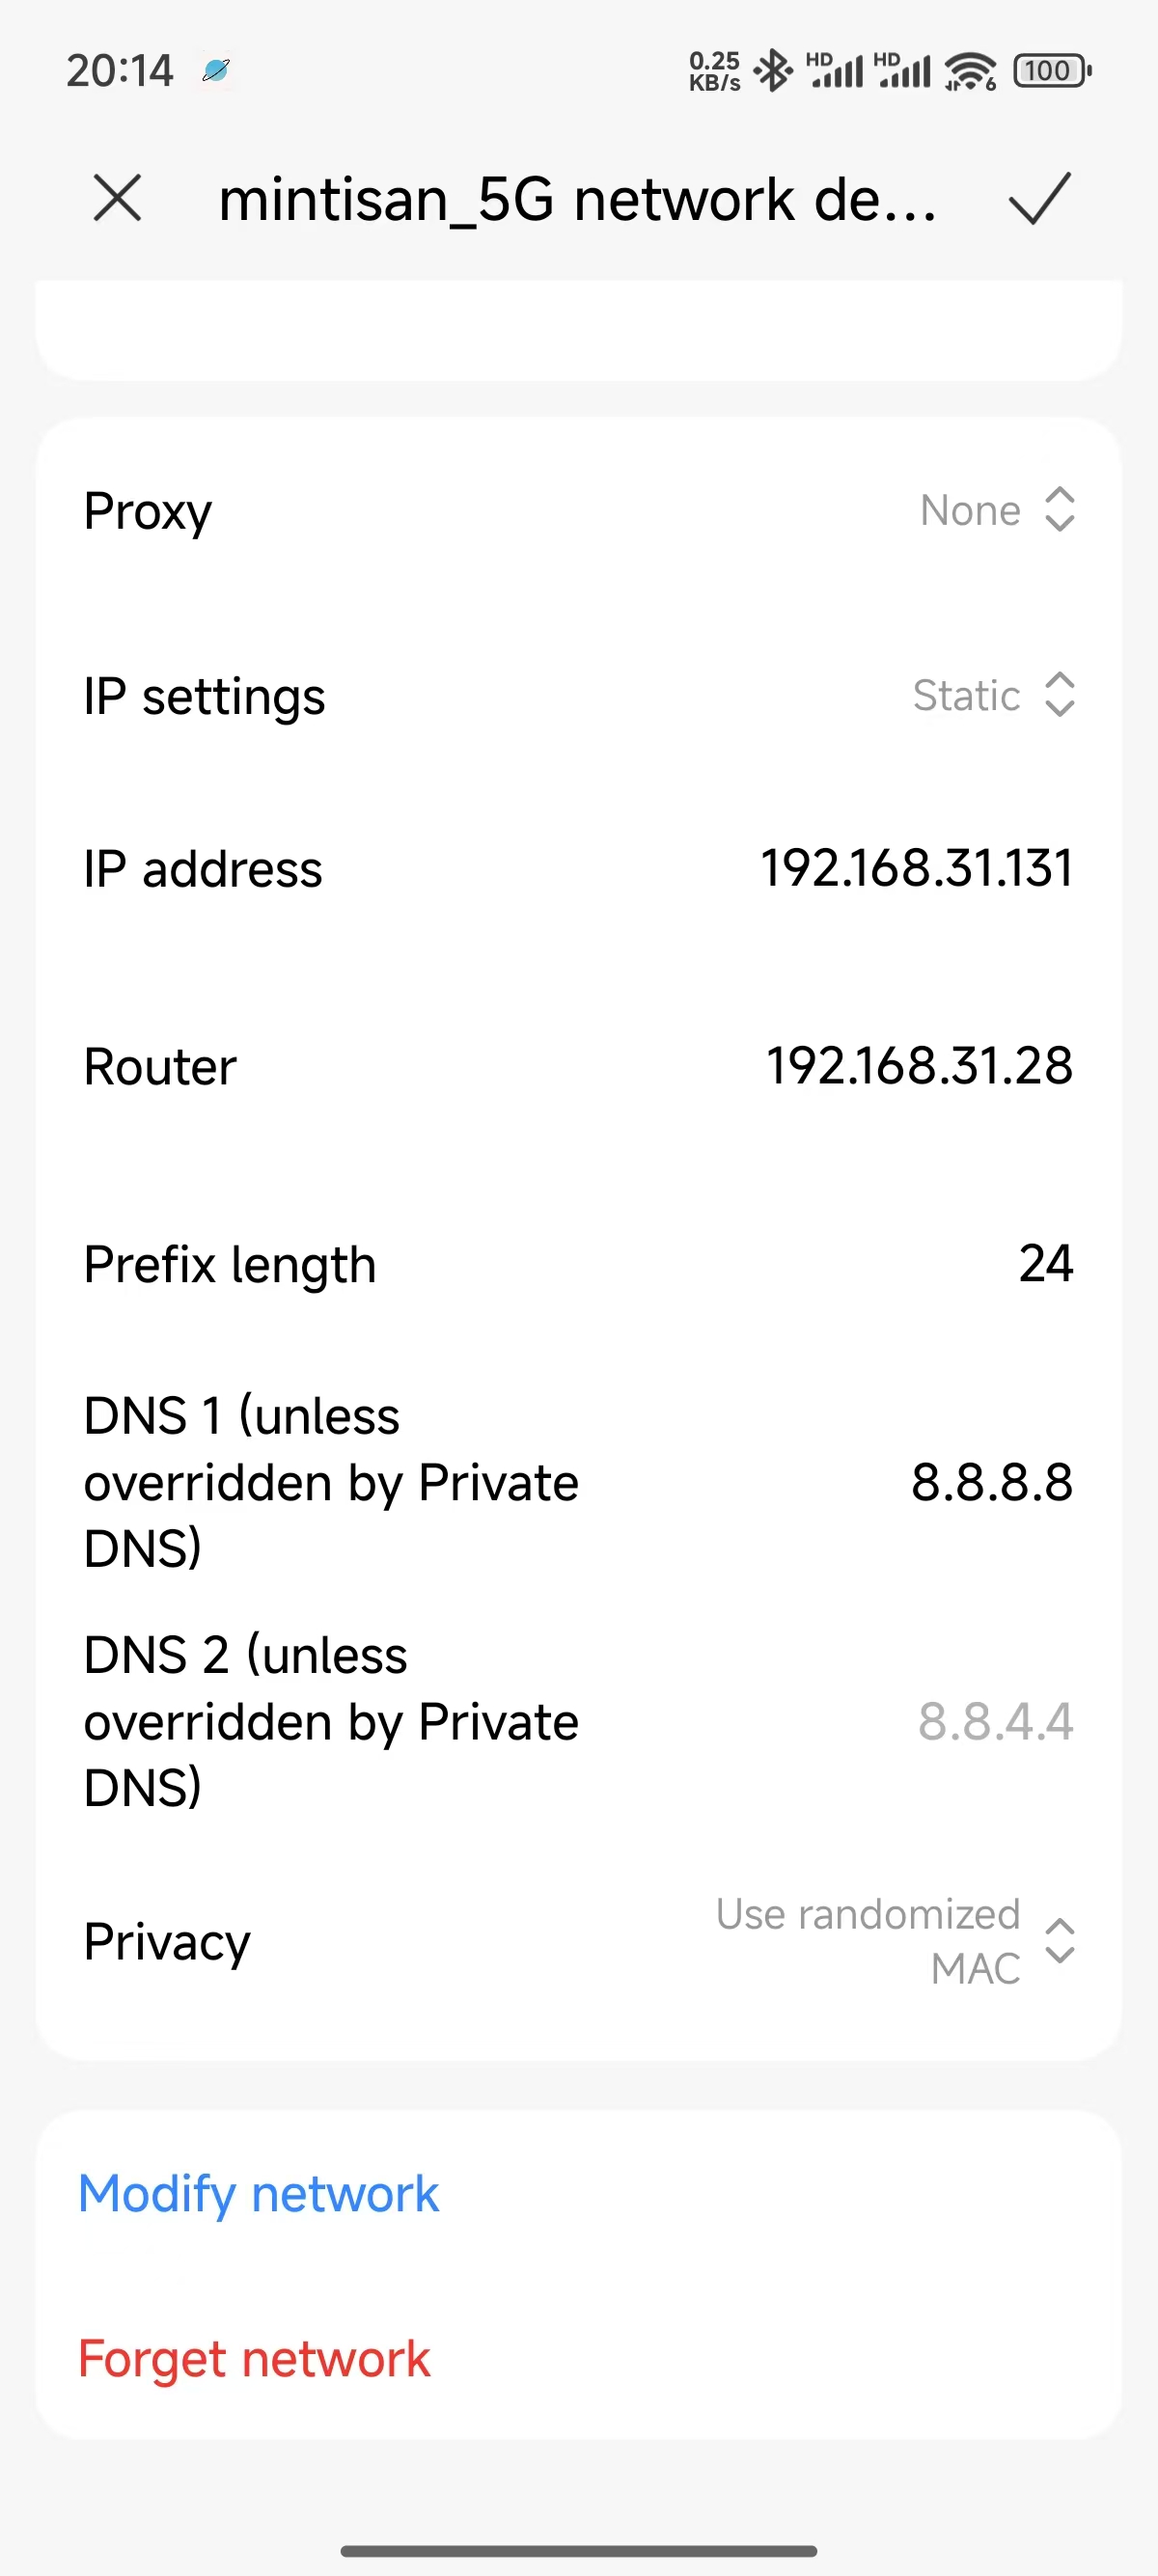 20:14
0.25
KB/s
HD
HD
6
100
mintisan_5G network de...
Proxy
None
IP settings
Static
IP address
192.168.31.131
Router
192.168.31.28
Prefix length
24
DNS 1 (unless
overridden by Private
DNS)
8.8.8.8
DNS 2 (unless
overridden by Private
DNS)
8.8.4.4
Privacy
Use randomized
MAC
Modify network
Forget network